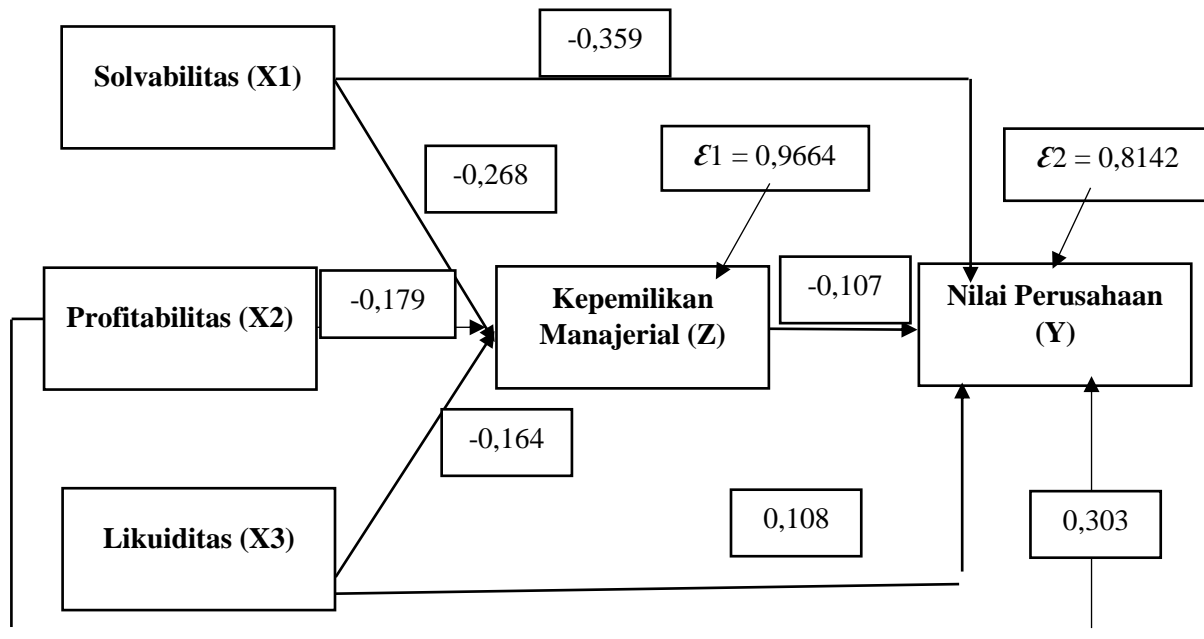 -0,359
Solvabilitas (X1)
ℰ1 = 0,9664
ℰ2 = 0,8142
-0,268
Profitabilitas (X2)
-0,179
Kepemilikan
Manajerial (Z)
-0,107
Nilai Perusahaan
(Y)
-0,164
Likuiditas (X3)
0,108
0,303